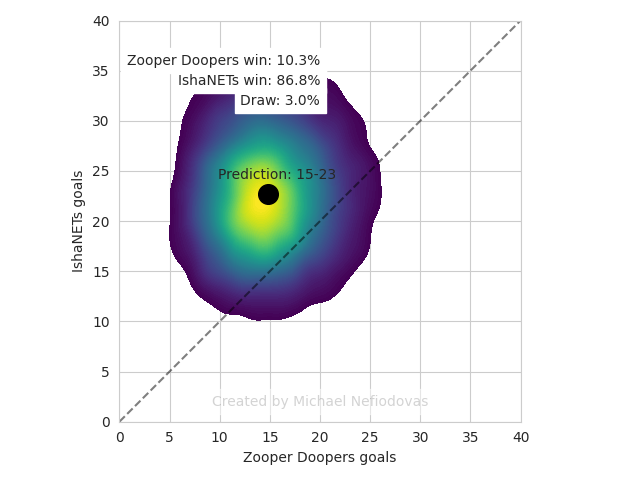 40
35
30
25
20
15
10
5
0
IshaNETs goals
Zooper Doopers win: 10.3%
IshaNETs win: 86.8%
Draw: 3.0%
Prediction: 15-23
Created by Michael Nefiodovas
0 5 10 15 20 25 30 35 40
Zooper Doopers goals